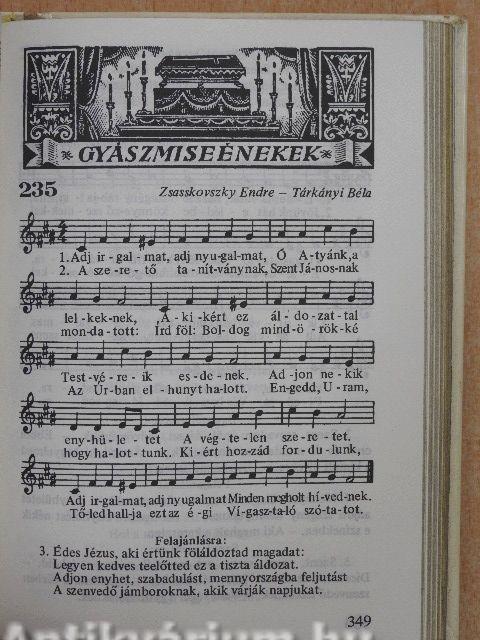 GYÁSZMISEÉNEKEK
235
Zsasskovszky Endre – Tárkányi Béla
1. Adj ir - gal - mat, adj nyu - gal - mat, Ó A - tyánk, a
2. A sze - re - tő ta - nít - ványnak, Szent Já - nos - nak
lel - kek - nek, A - ki - kért ez ál - do - zat - tal
mon - da - tott: Írd föl: Bol - dog mind - ö - rök - ké
Test - vé - re - ik es - de - nek. Ad - jon ne - kik
Az Úr - ban el - hunyt ha - lott. En - gedd, U - ram,
eny - hü - le - tet A vég - te - len sze - re - tet.
hogy ha - lot - tunk. Ki - ért hoz - zád for - du - lunk,
Adj ir - gal - mat, adj nyugalmat Minden megholt hí - ved - nek.
Tő - led hall - ja ezt az é - gi Ví - gasz - ta - ló szó - ta - tot.
Felajánlásra:
3. Édes Jézus, aki értünk föláldoztad magadat:
Legyen kedves teelőtted ez a tiszta áldozat.
Adjon enyhet, szabadulást, mennyországba feljutást
A szenvedő jámboroknak, akik várják napjukat.
349
Antikvárium.hu